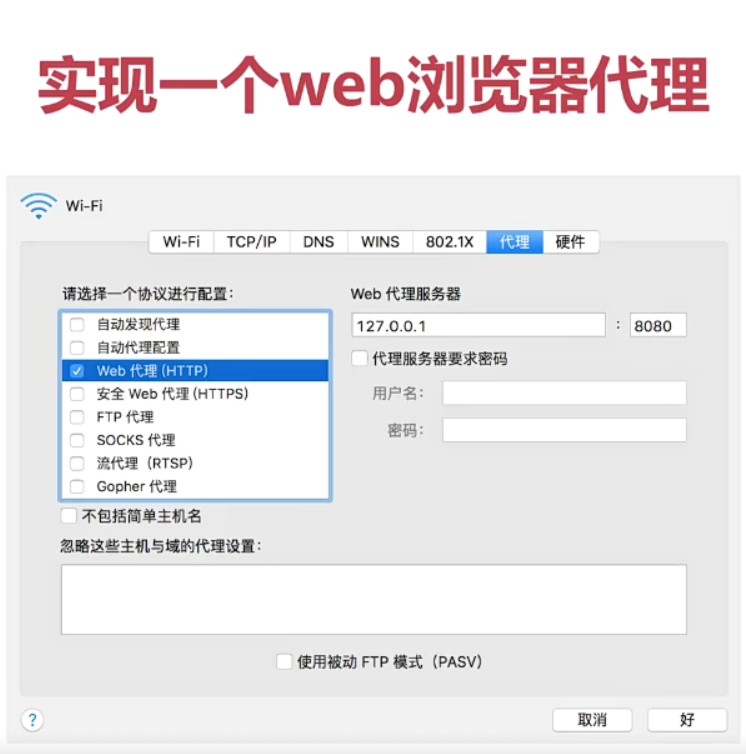 实现一个web浏览器代理
Wi-Fi
Wi-Fi TCP/IP DNS WINS 802.1X 代理 硬件
请选择一个协议进行配置：
自动发现代理
自动代理配置
Web 代理 (HTTP)
安全 Web 代理 (HTTPS)
FTP 代理
SOCKS 代理
流代理（RTSP）
Gopher 代理
Web 代理服务器
127.0.0.1 : 8080
代理服务器要求密码
用户名：
密码：
不包括简单主机名
忽略这些主机与域的代理设置：
使用被动 FTP 模式（PASV）
? 取消 好